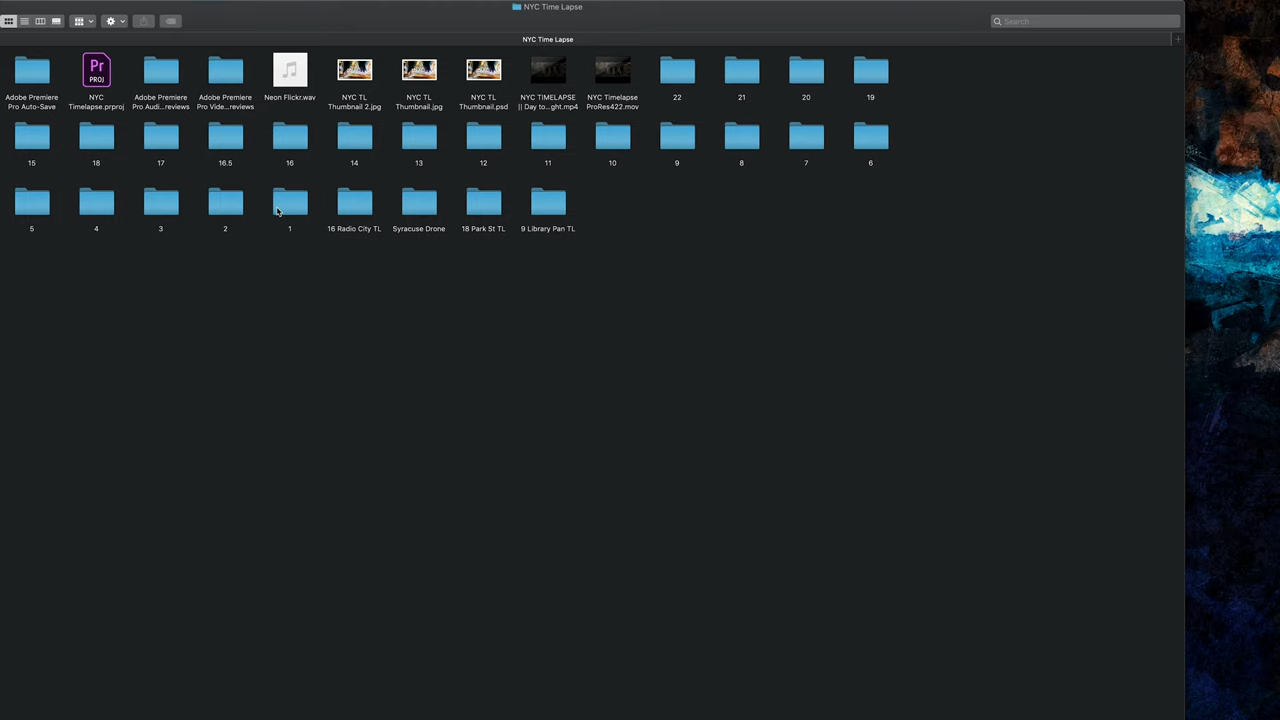 NYC Time Lapse
Search
NYC Time Lapse
Pr
PROJ
Adobe Premiere
Pro Auto-Save
NYC
Timelapse.prproj
Adobe Premiere
Pro Audi...reviews
Adobe Premiere
Pro Vide...reviews
Neon Flickr.wav
NYC TL
Thumbnail 2.jpg
NYC TL
Thumbnail.jpg
NYC TL
Thumbnail.psd
NYC TIMELAPSE
|| Day to...ght.mp4
NYC Timelapse
ProRes422.mov
22
21
20
19
15
18
17
16.5
16
14
13
12
11
10
9
8
7
6
5
4
3
2
1
16 Radio City TL
Syracuse Drone
18 Park St TL
9 Library Pan TL